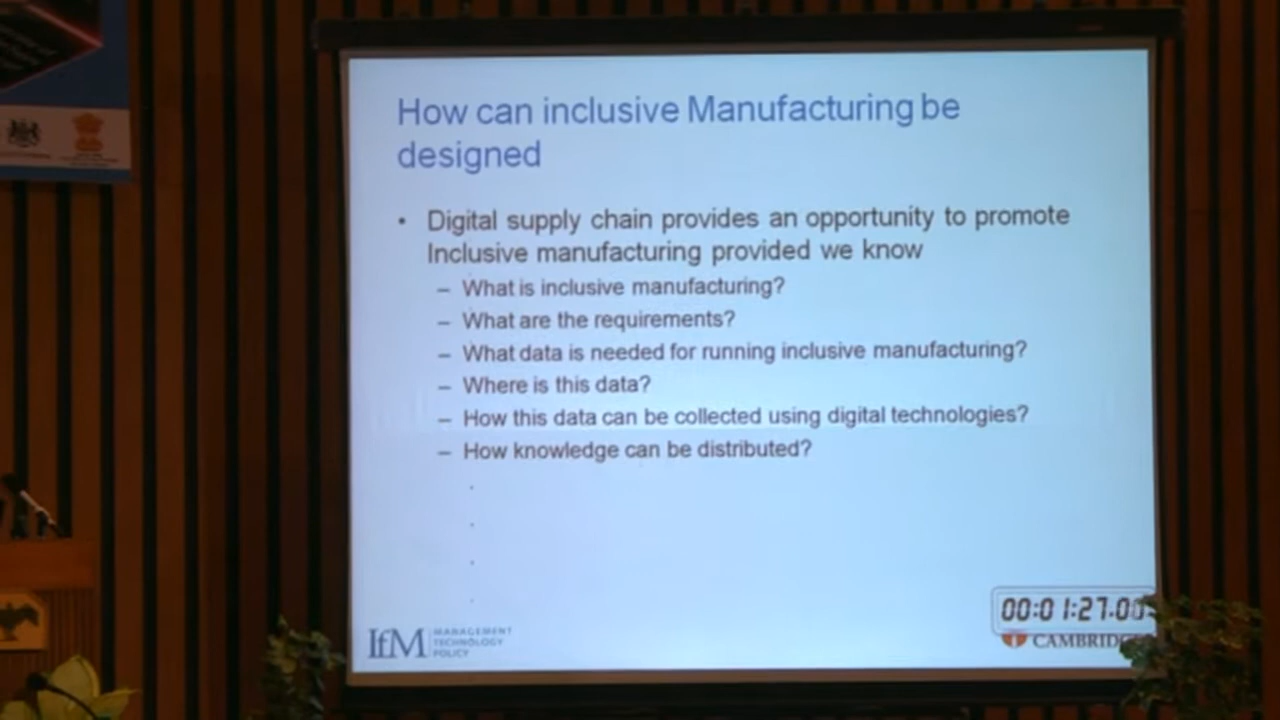 How can inclusive Manufacturing be
designed
• Digital supply chain provides an opportunity to promote
Inclusive manufacturing provided we know
– What is inclusive manufacturing?
– What are the requirements?
– What data is needed for running inclusive manufacturing?
– Where is this data?
– How this data can be collected using digital technologies?
– How knowledge can be distributed?
.
.
.
.
IfM
MANAGEMENT
TECHNOLOGY
POLICY
00:01:27.0
CAMBRIDG